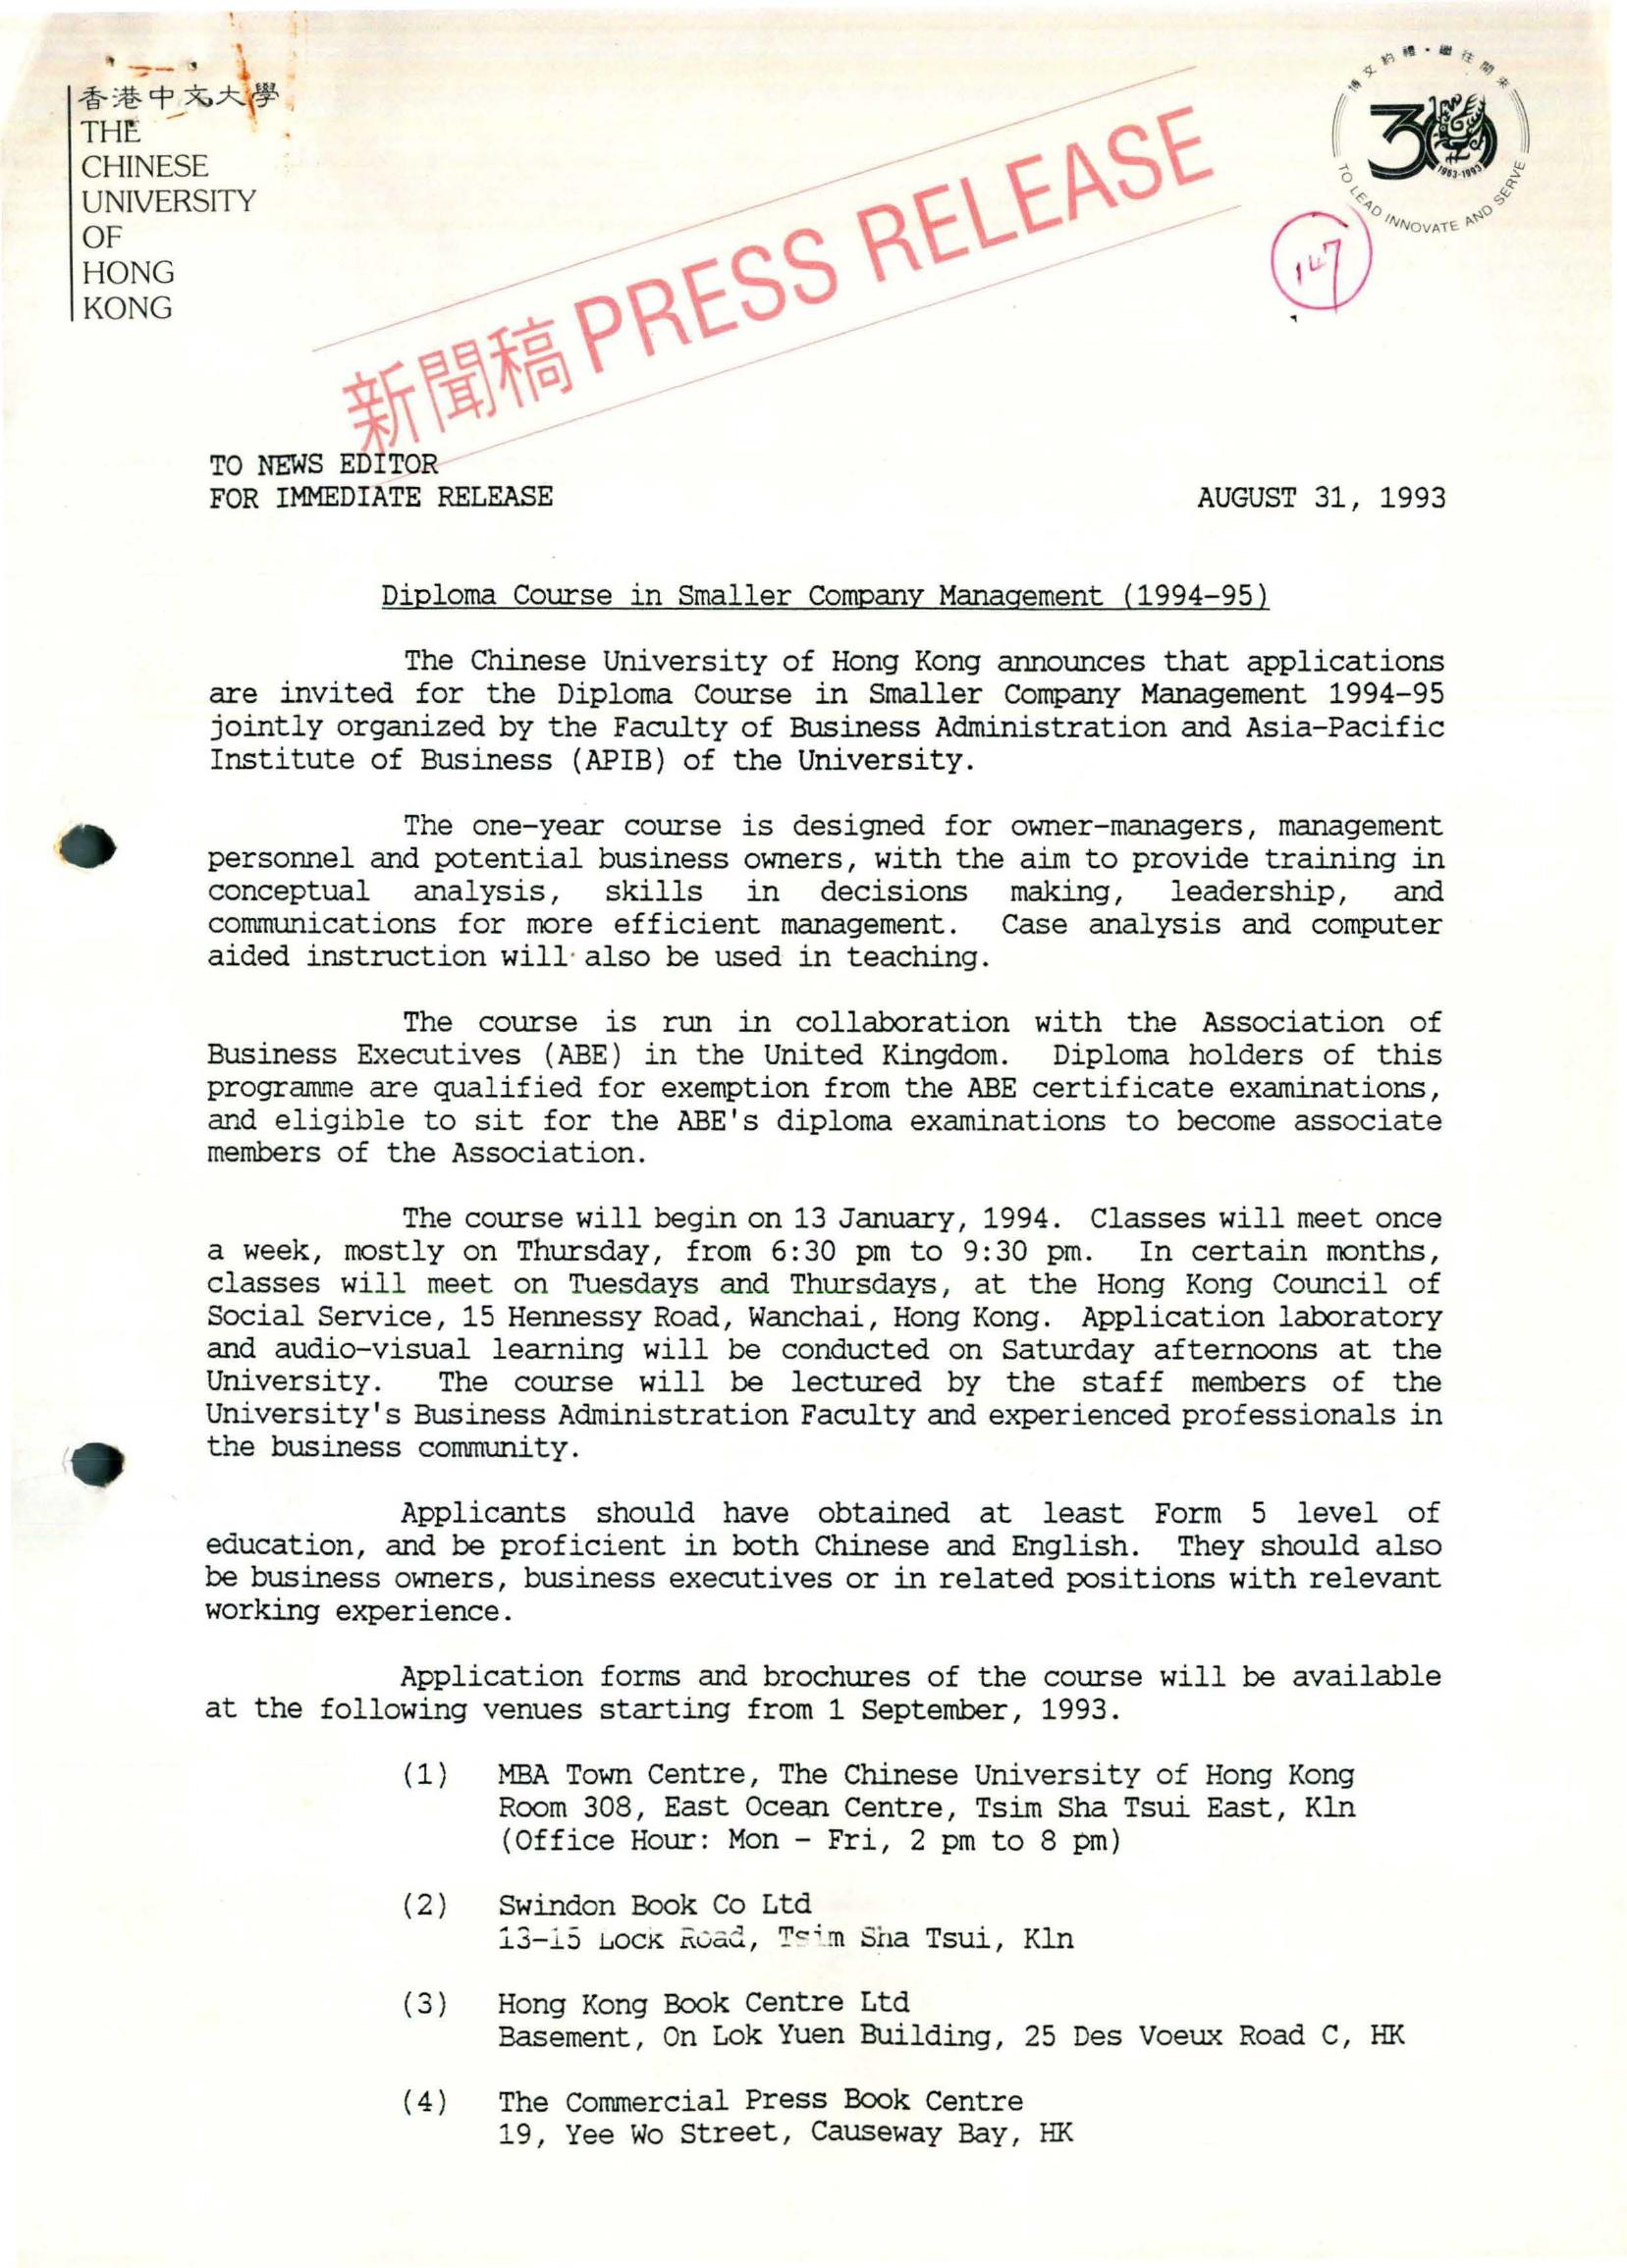 香港中文大學
THE
CHINESE
UNIVERSITY
OF
HONG
KONG
新聞稿 PRESS RELEASE
博文約禮·繼往開來
30
1963-1993
TO LEAD INNOVATE AND SERVE
147
TO NEWS EDITOR
FOR IMMEDIATE RELEASE AUGUST 31, 1993
Diploma Course in Smaller Company Management (1994-95)
The Chinese University of Hong Kong announces that applications
are invited for the Diploma Course in Smaller Company Management 1994-95
jointly organized by the Faculty of Business Administration and Asia-Pacific
Institute of Business (APIB) of the University.
The one-year course is designed for owner-managers, management
personnel and potential business owners, with the aim to provide training in
conceptual analysis, skills in decisions making, leadership, and
communications for more efficient management. Case analysis and computer
aided instruction will also be used in teaching.
The course is run in collaboration with the Association of
Business Executives (ABE) in the United Kingdom. Diploma holders of this
programme are qualified for exemption from the ABE certificate examinations,
and eligible to sit for the ABE's diploma examinations to become associate
members of the Association.
The course will begin on 13 January, 1994. Classes will meet once
a week, mostly on Thursday, from 6:30 pm to 9:30 pm. In certain months,
classes will meet on Tuesdays and Thursdays, at the Hong Kong Council of
Social Service, 15 Hennessy Road, Wanchai, Hong Kong. Application laboratory
and audio-visual learning will be conducted on Saturday afternoons at the
University. The course will be lectured by the staff members of the
University's Business Administration Faculty and experienced professionals in
the business community.
Applicants should have obtained at least Form 5 level of
education, and be proficient in both Chinese and English. They should also
be business owners, business executives or in related positions with relevant
working experience.
Application forms and brochures of the course will be available
at the following venues starting from 1 September, 1993.
(1) MBA Town Centre, The Chinese University of Hong Kong
Room 308, East Ocean Centre, Tsim Sha Tsui East, Kln
(Office Hour: Mon - Fri, 2 pm to 8 pm)
(2) Swindon Book Co Ltd
13-15 Lock Road, Tsim Sha Tsui, Kln
(3) Hong Kong Book Centre Ltd
Basement, On Lok Yuen Building, 25 Des Voeux Road C, HK
(4) The Commercial Press Book Centre
19, Yee Wo Street, Causeway Bay, HK